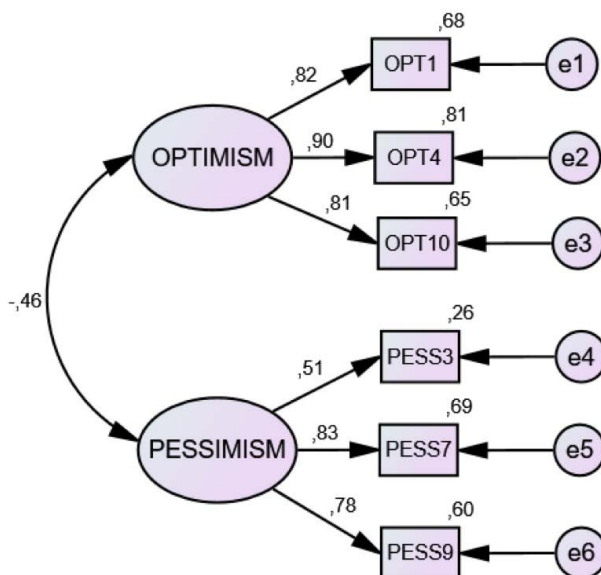 ,68
,82
OPT1
e1
,81
OPTIMISM
,90
OPT4
e2
,81
,65
OPT10
e3
-,46
,26
,51
PESS3
e4
,69
PESSIMISM
,83
PESS7
e5
,78
,60
PESS9
e6